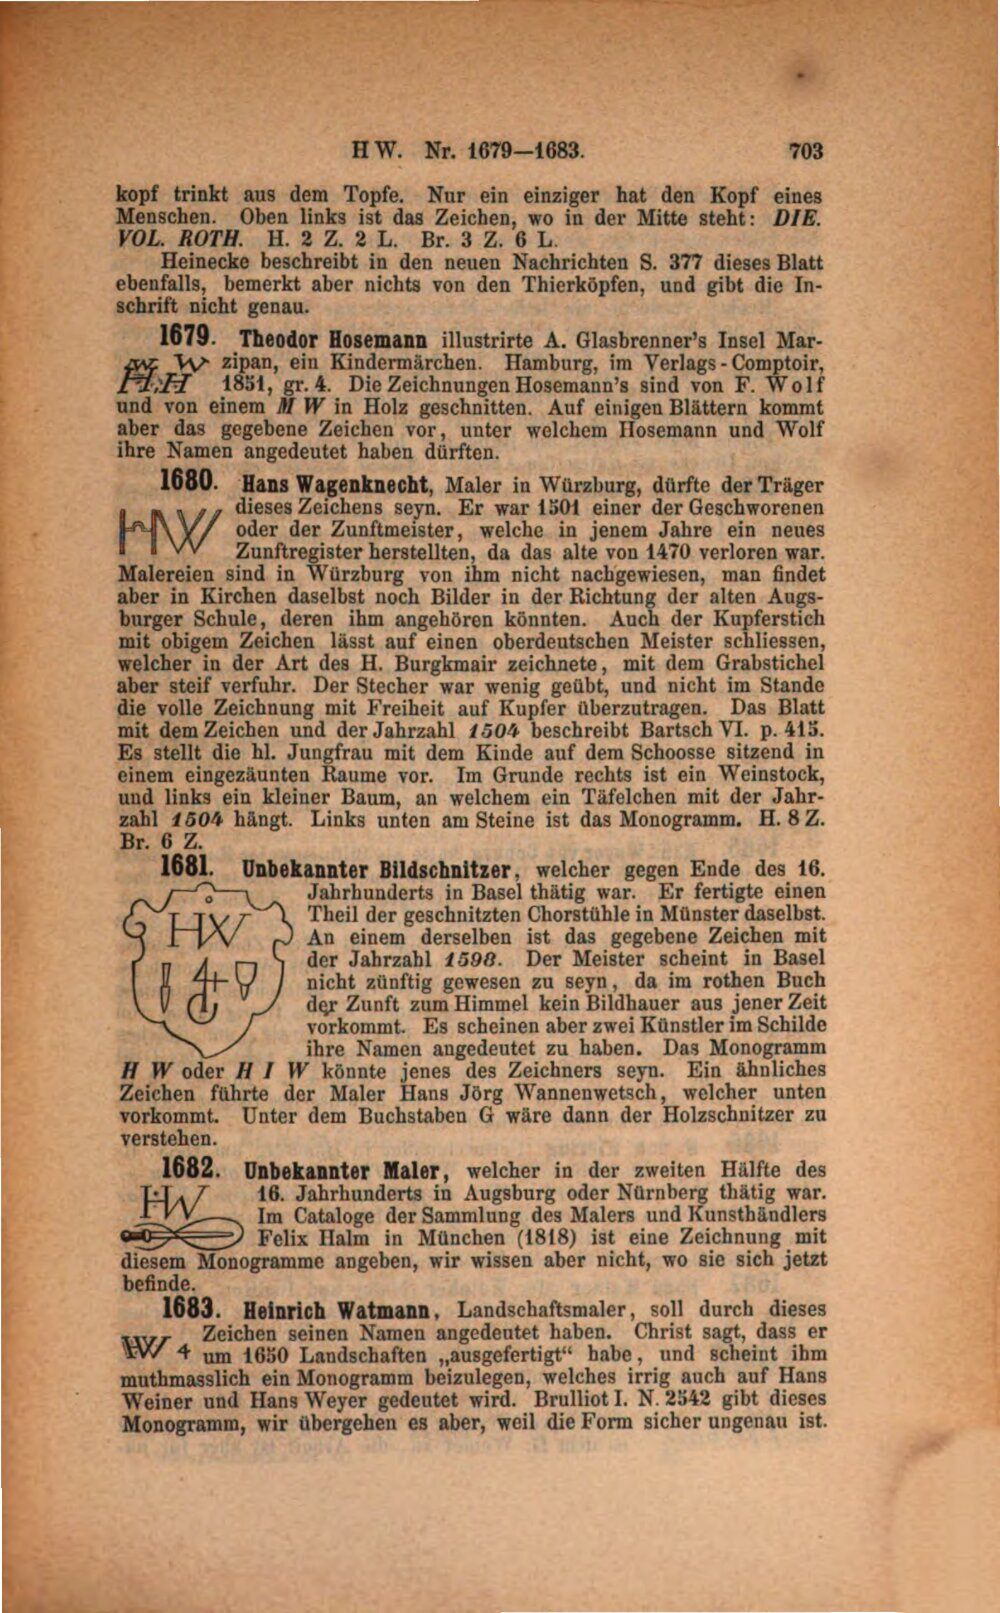 H W. Nr. 1679—1683. 703
kopf trinkt aus dem Topfe. Nur ein einziger hat den Kopf eines
Menschen. Oben links ist das Zeichen, wo in der Mitte steht: DIE.
VOL. ROTH. H. 2 Z. 2 L. Br. 3 Z. 6 L.
Heinecke beschreibt in den neuen Nachrichten S. 377 dieses Blatt
ebenfalls, bemerkt aber nichts von den Thierköpfen, und gibt die In-
schrift nicht genau.
1679. Theodor Hosemann illustrirte A. Glasbrenner's Insel Mar-
zipan, ein Kindermärchen. Hamburg, im Verlags-Comptoir,
1851, gr. 4. Die Zeichnungen Hosemann's sind von F. Wolf
und von einem M W in Holz geschnitten. Auf einigen Blättern kommt
aber das gegebene Zeichen vor, unter welchem Hosemann und Wolf
ihre Namen angedeutet haben dürften.
1680. Hans Wagenknecht, Maler in Würzburg, dürfte der Träger
HW dieses Zeichens seyn. Er war 1501 einer der Geschworenen
oder der Zunftmeister, welche in jenem Jahre ein neues
Zunftregister herstellten, da das alte von 1470 verloren war.
Malereien sind in Würzburg von ihm nicht nachgewiesen, man findet
aber in Kirchen daselbst noch Bilder in der Richtung der alten Augs-
burger Schule, deren ihm angehören könnten. Auch der Kupferstich
mit obigem Zeichen lässt auf einen oberdeutschen Meister schliessen,
welcher in der Art des H. Burgkmair zeichnete, mit dem Grabstichel
aber steif verfuhr. Der Stecher war wenig geübt, und nicht im Stande
die volle Zeichnung mit Freiheit auf Kupfer überzutragen. Das Blatt
mit dem Zeichen und der Jahrzahl 1504 beschreibt Bartsch VI. p. 415.
Es stellt die hl. Jungfrau mit dem Kinde auf dem Schoosse sitzend in
einem eingezäunten Raume vor. Im Grunde rechts ist ein Weinstock,
und links ein kleiner Baum, an welchem ein Täfelchen mit der Jahr-
zahl 1504 hängt. Links unten am Steine ist das Monogramm. H. 8 Z.
Br. 6 Z.
1681. Unbekannter Bildschnitzer, welcher gegen Ende des 16.
Jahrhunderts in Basel thätig war. Er fertigte einen
HW Theil der geschnitzten Chorstühle in Münster daselbst.
An einem derselben ist das gegebene Zeichen mit
der Jahrzahl 1598. Der Meister scheint in Basel
nicht zünftig gewesen zu seyn, da im rothen Buch
der Zunft zum Himmel kein Bildhauer aus jener Zeit
vorkommt. Es scheinen aber zwei Künstler im Schilde
ihre Namen angedeutet zu haben. Das Monogramm
H W oder H I W könnte jenes des Zeichners seyn. Ein ähnliches
Zeichen führte der Maler Hans Jörg Wannenwetsch, welcher unten
vorkommt. Unter dem Buchstaben G wäre dann der Holzschnitzer zu
verstehen.
1682. Unbekannter Maler, welcher in der zweiten Hälfte des
HW 16. Jahrhunderts in Augsburg oder Nürnberg thätig war.
Im Cataloge der Sammlung des Malers und Kunsthändlers
Felix Halm in München (1818) ist eine Zeichnung mit
diesem Monogramme angeben, wir wissen aber nicht, wo sie sich jetzt
befinde.
1683. Heinrich Watmann, Landschaftsmaler, soll durch dieses
Zeichen seinen Namen angedeutet haben. Christ sagt, dass er
HW 4 um 1650 Landschaften „ausgefertigt“ habe, und scheint ihm
muthmasslich ein Monogramm beizulegen, welches irrig auch auf Hans
Weiner und Hans Weyer gedeutet wird. Brulliot I. N. 2542 gibt dieses
Monogramm, wir übergehen es aber, weil die Form sicher ungenau ist.